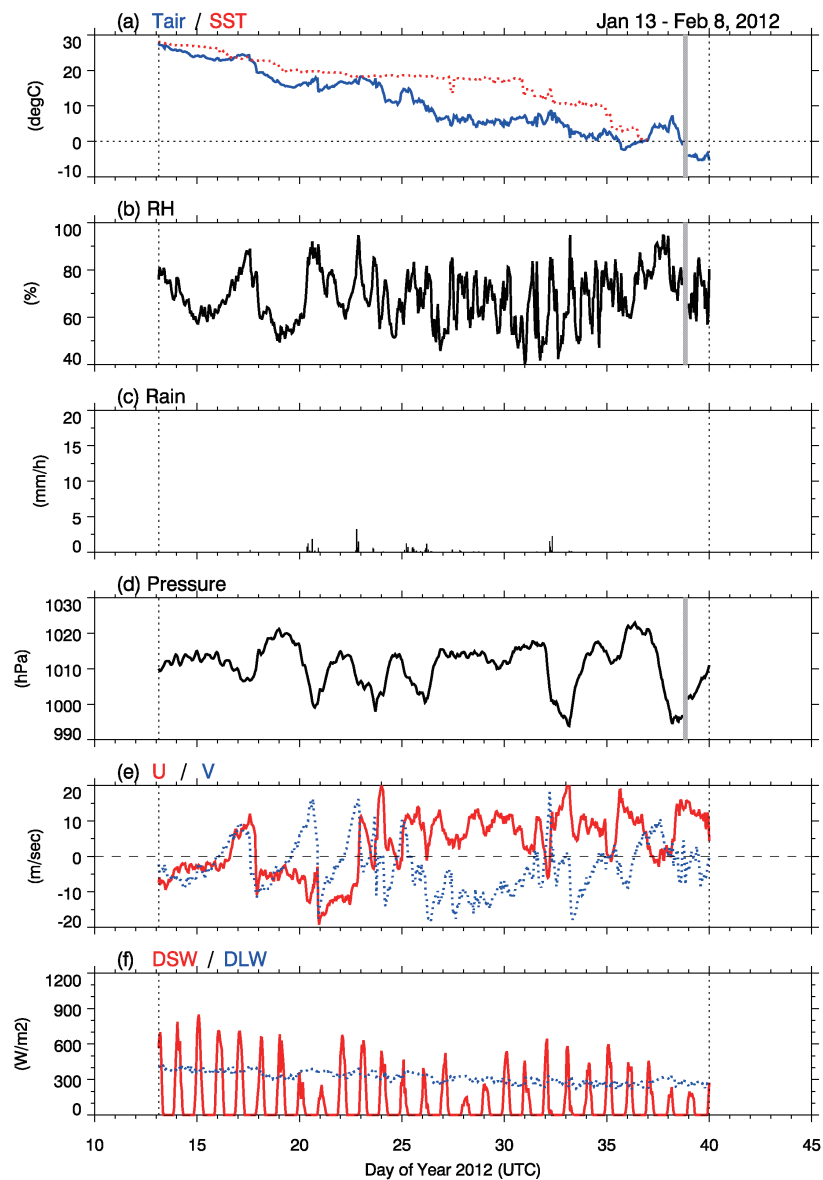 (a) Tair / SST Jan 13 - Feb 8, 2012
30
20
10
0
-10
(degC)
(b) RH
100
80
60
40
(%)
(c) Rain
20
15
10
5
0
(mm/h)
(d) Pressure
1030
1020
1010
1000
990
(hPa)
(e) U / V
20
10
0
-10
-20
(m/sec)
(f) DSW / DLW
1200
900
600
300
0
(W/m2)
10 15 20 25 30 35 40 45
Day of Year 2012 (UTC)